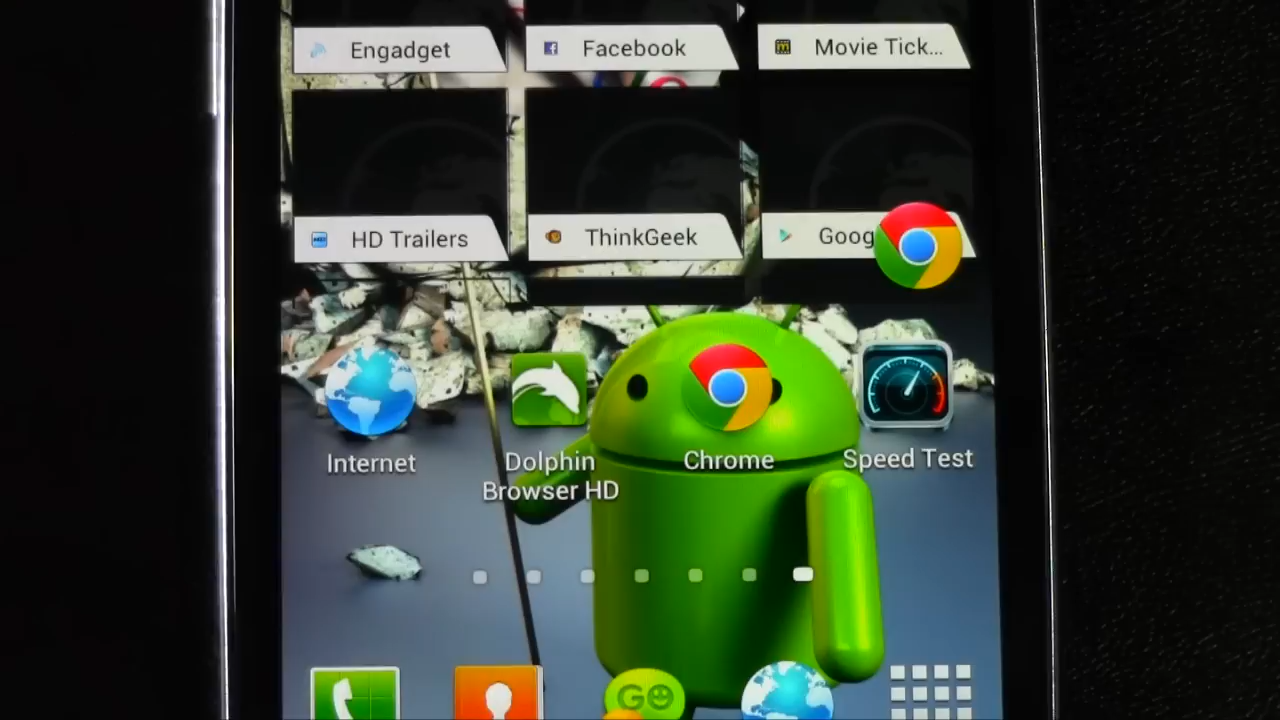 Engadget
Facebook
Movie Tick...
HD Trailers
ThinkGeek
Goog
Internet
Dolphin
Browser HD
Chrome
Speed Test
GO